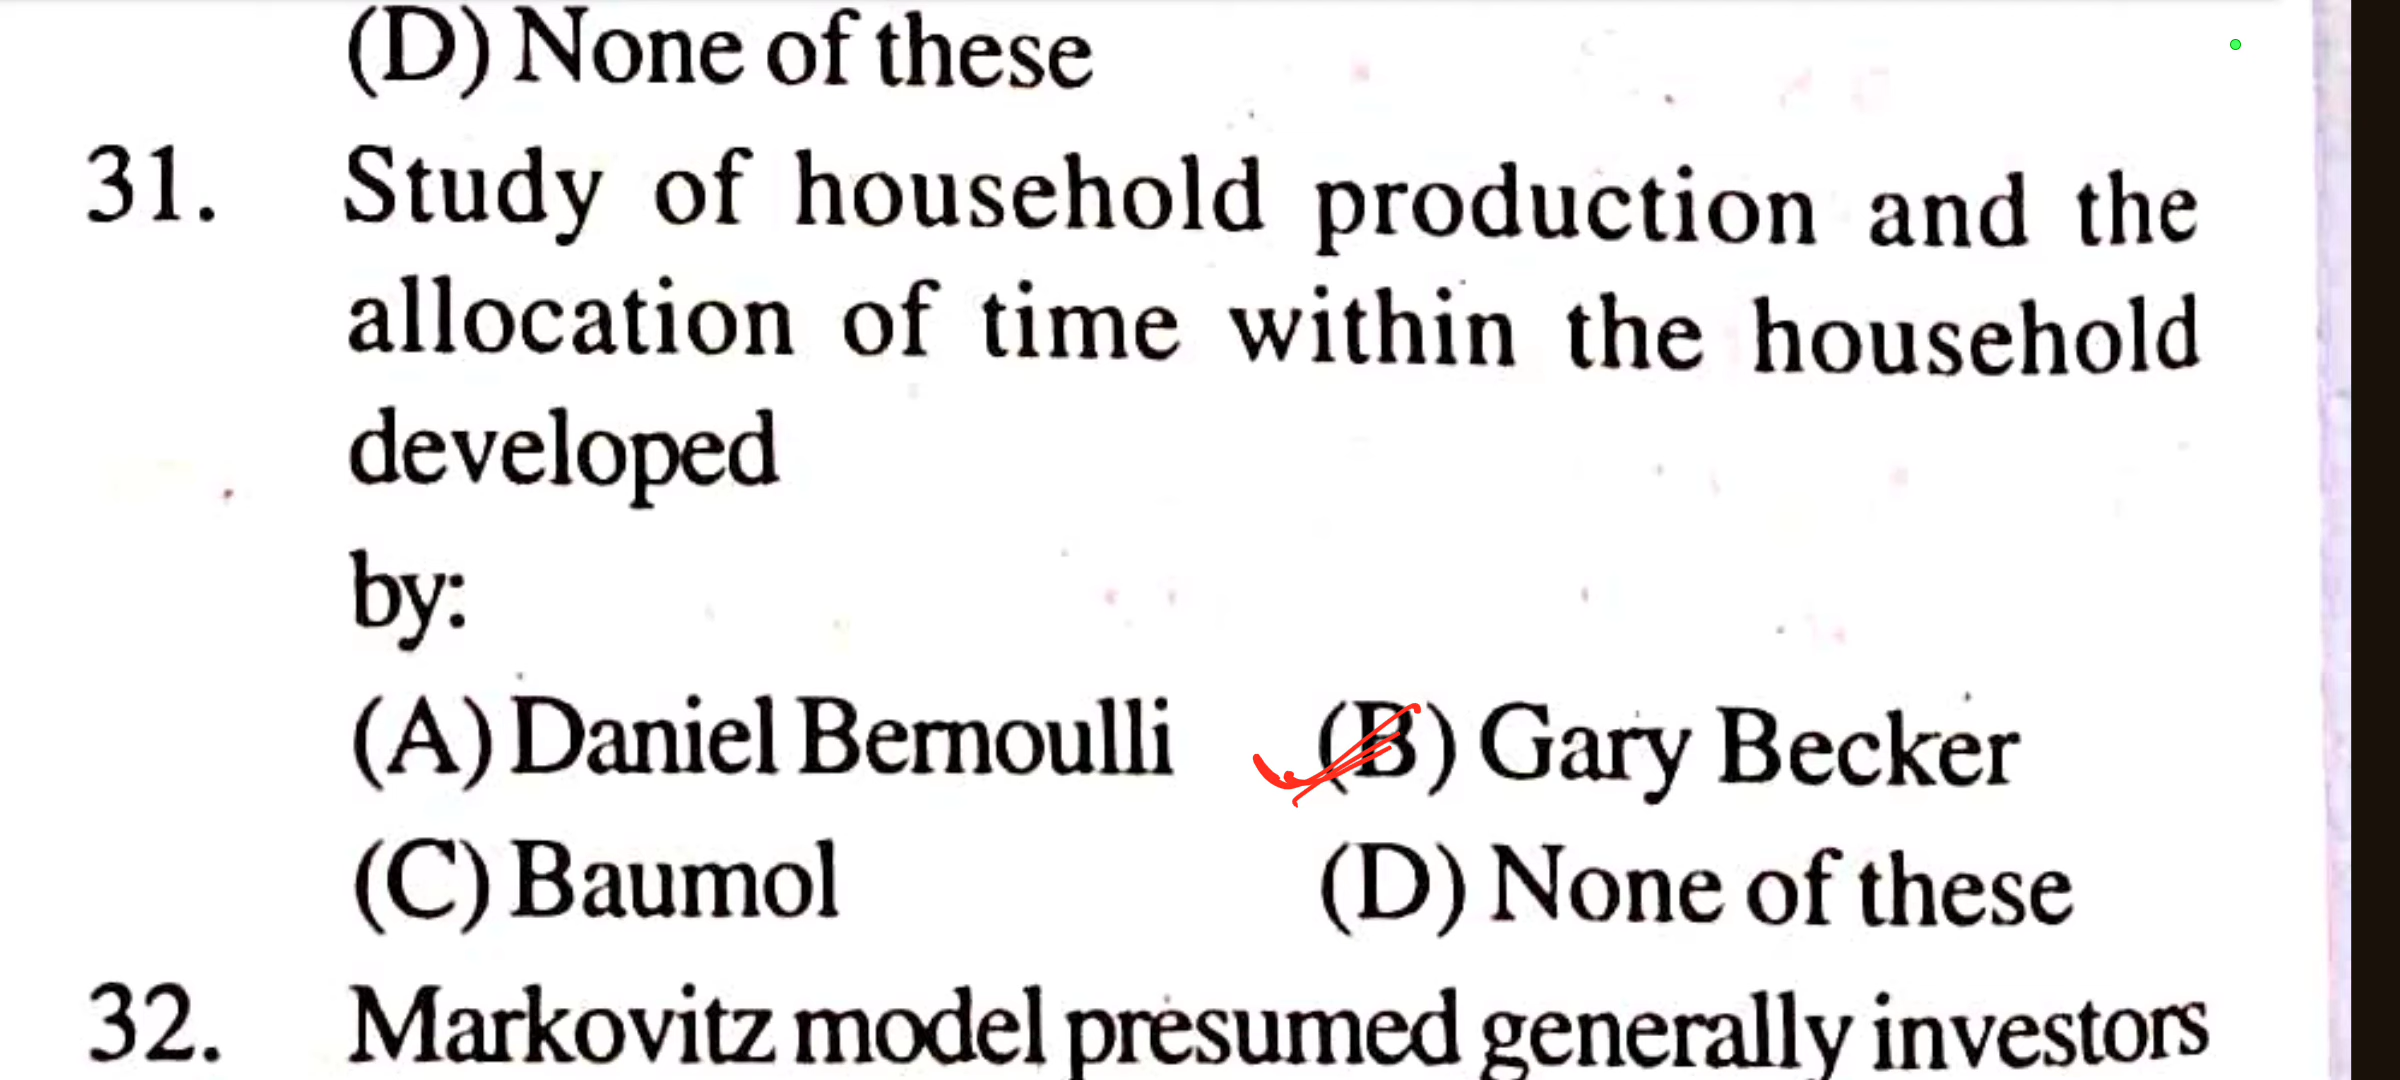 (D) None of these
31. Study of household production and the
allocation of time within the household
developed
by:
(A) Daniel Bernoulli (B) Gary Becker
(C) Baumol (D) None of these
32. Markovitz model presumed generally investors